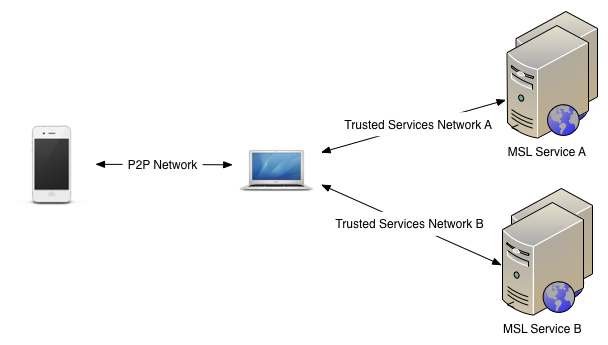 Trusted Services Network A
MSL Service A
P2P Network
Trusted Services Network B
MSL Service B